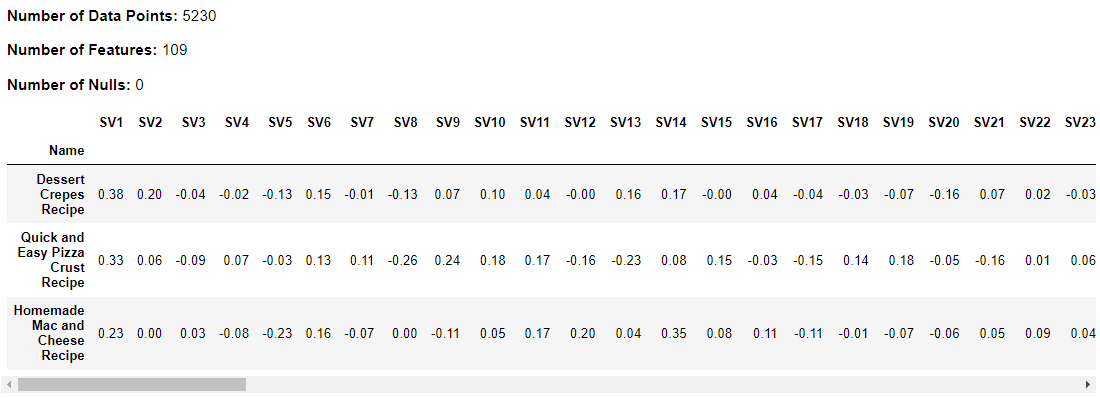 Number of Data Points: 5230
Number of Features: 109
Number of Nulls: 0
SV1 SV2 SV3 SV4 SV5 SV6 SV7 SV8 SV9 SV10 SV11 SV12 SV13 SV14 SV15 SV16 SV17 SV18 SV19 SV20 SV21 SV22 SV23
Name
Dessert
Crepes
Recipe
0.38 0.20 -0.04 -0.02 -0.13 0.15 -0.01 -0.13 0.07 0.10 0.04 -0.00 0.16 0.17 -0.00 0.04 -0.04 -0.03 -0.07 -0.16 0.07 0.02 -0.03
Quick and
Easy Pizza
Crust
Recipe
0.33 0.06 -0.09 0.07 -0.03 0.13 0.11 -0.26 0.24 0.18 0.17 -0.16 -0.23 0.08 0.15 -0.03 -0.15 0.14 0.18 -0.05 -0.16 0.01 0.06
Homemade
Mac and
Cheese
Recipe
0.23 0.00 0.03 -0.08 -0.23 0.16 -0.07 0.00 -0.11 0.05 0.17 0.20 0.04 0.35 0.08 0.11 -0.11 -0.01 -0.07 -0.06 0.05 0.09 0.04